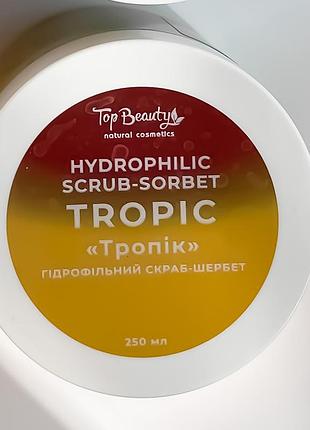 Top Beauty
natural cosmetics
HYDROPHILIC
SCRUB-SORBET
TROPIC
«Тропік»
ГІДРОФІЛЬНИЙ СКРАБ-ШЕРБЕТ
250 мл